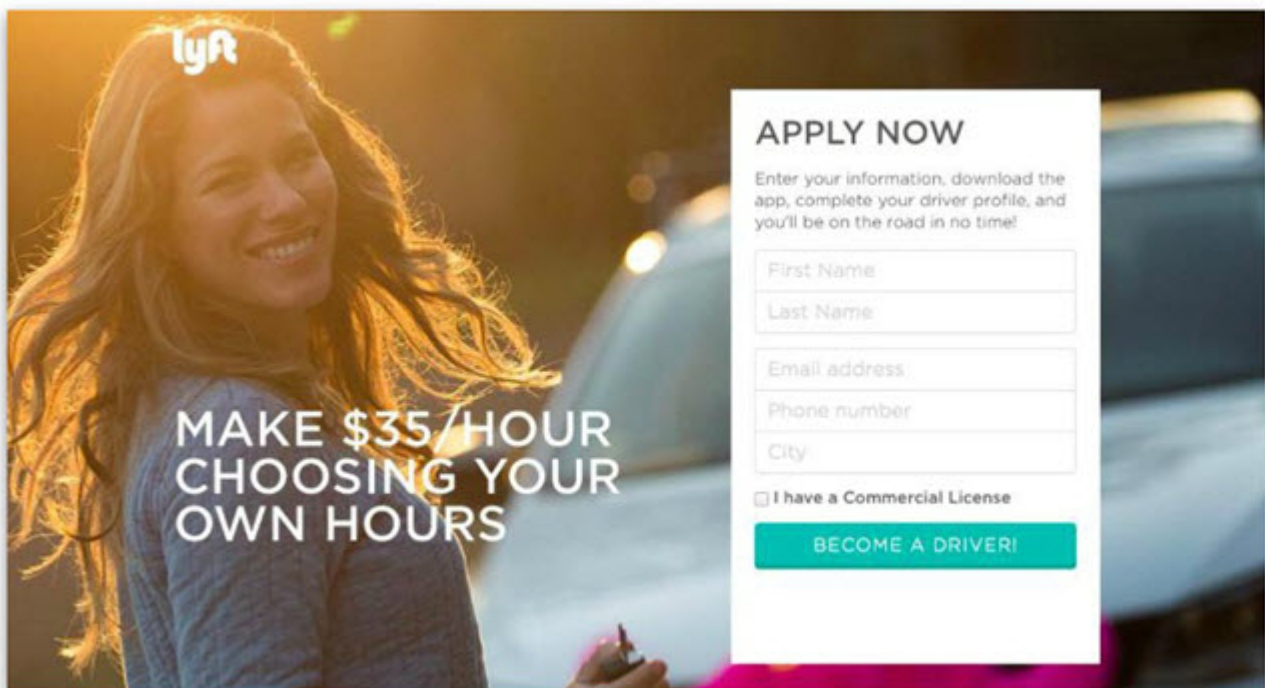 lyft
MAKE $35/HOUR
CHOOSING YOUR
OWN HOURS
APPLY NOW
Enter your information, download the
app, complete your driver profile, and
you'll be on the road in no time!
First Name
Last Name
Email address
Phone number
City
I have a Commercial License
BECOME A DRIVER!